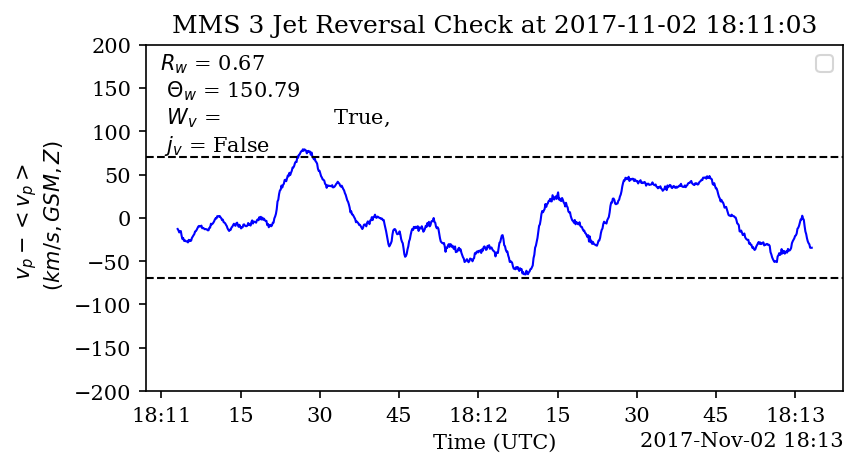 MMS 3 Jet Reversal Check at 2017-11-02 18:11:03
200
150
100
50
0
−50
−100
−150
−200
v_p − < v_p >
(km/s, GSM, Z)
R_w = 0.67
Θ_w = 150.79
W_v = True,
j_v = False
18:11 15 30 45 18:12 15 30 45 18:13
Time (UTC)
2017-Nov-02 18:13